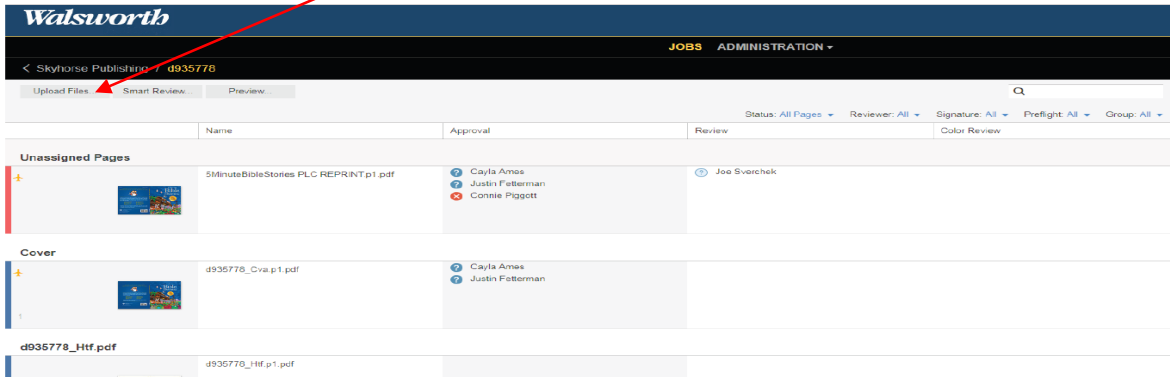 Walsworth
JOBS ADMINISTRATION
< Skyhorse Publishing / d935778
Upload Files... Smart Review... Preview...
Status: All Pages Reviewer: All Signature: All Preflight: All Group: All
Name Approval Review Color Review
Unassigned Pages
5MinuteBibleStories PLC REPRINT.p1.pdf
Cayla Ames
Justin Fetterman
Connie Piggott
Joe Sverchek
Cover
d935778_Cva.p1.pdf
Cayla Ames
Justin Fetterman
1
d935778_Htf.pdf
d935778_Htf.p1.pdf